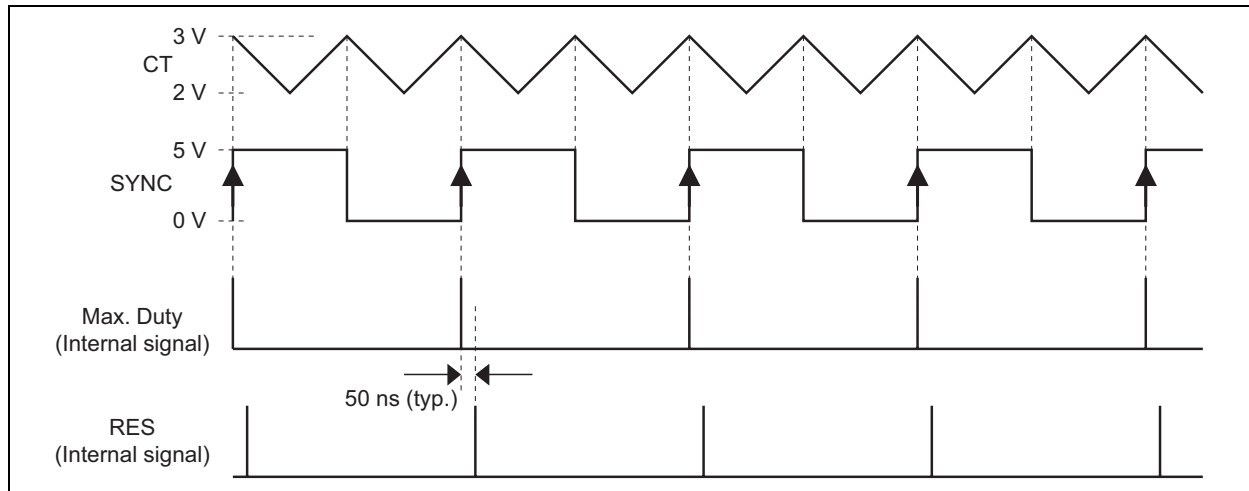 3 V
CT
2 V
5 V
SYNC
0 V
Max. Duty
(Internal signal)
50 ns (typ.)
RES
(Internal signal)